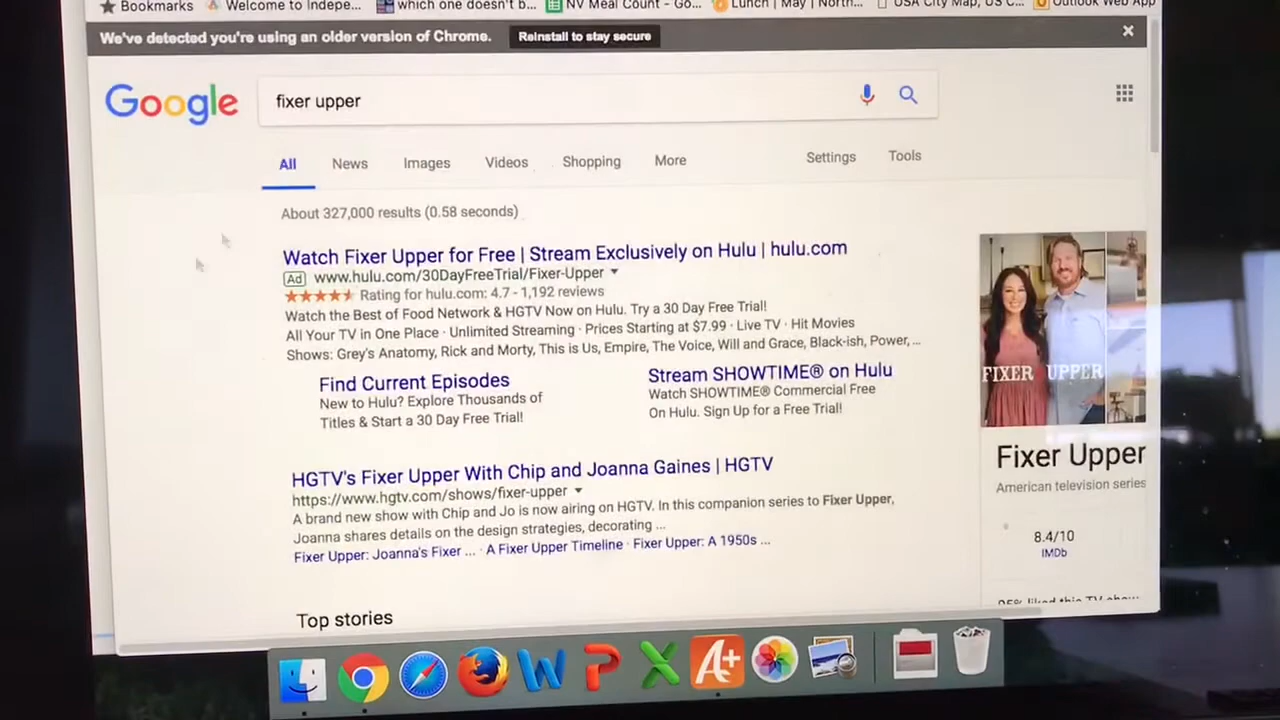 Bookmarks Welcome to Indepe... which one doesn't b... NV Meal Count - Go... Lunch | May | North... USA City Map, US C... Outlook Web App
We've detected you're using an older version of Chrome. Reinstall to stay secure
Google fixer upper
All News Images Videos Shopping More Settings Tools
About 327,000 results (0.58 seconds)
Watch Fixer Upper for Free | Stream Exclusively on Hulu | hulu.com
Ad www.hulu.com/30DayFreeTrial/Fixer-Upper
Rating for hulu.com: 4.7 - 1,192 reviews
Watch the Best of Food Network & HGTV Now on Hulu. Try a 30 Day Free Trial!
All Your TV in One Place · Unlimited Streaming · Prices Starting at $7.99 · Live TV · Hit Movies
Shows: Grey's Anatomy, Rick and Morty, This is Us, Empire, The Voice, Will and Grace, Black-ish, Power, ...
Find Current Episodes
New to Hulu? Explore Thousands of
Titles & Start a 30 Day Free Trial!
Stream SHOWTIME® on Hulu
Watch SHOWTIME® Commercial Free
On Hulu. Sign Up for a Free Trial!
HGTV's Fixer Upper With Chip and Joanna Gaines | HGTV
https://www.hgtv.com/shows/fixer-upper
A brand new show with Chip and Jo is now airing on HGTV. In this companion series to Fixer Upper,
Joanna shares details on the design strategies, decorating ...
Fixer Upper: Joanna's Fixer ... · A Fixer Upper Timeline · Fixer Upper: A 1950s ...
Top stories
FIXER UPPER
Fixer Upper
American television series
8.4/10
IMDb
95% liked this TV show
A+